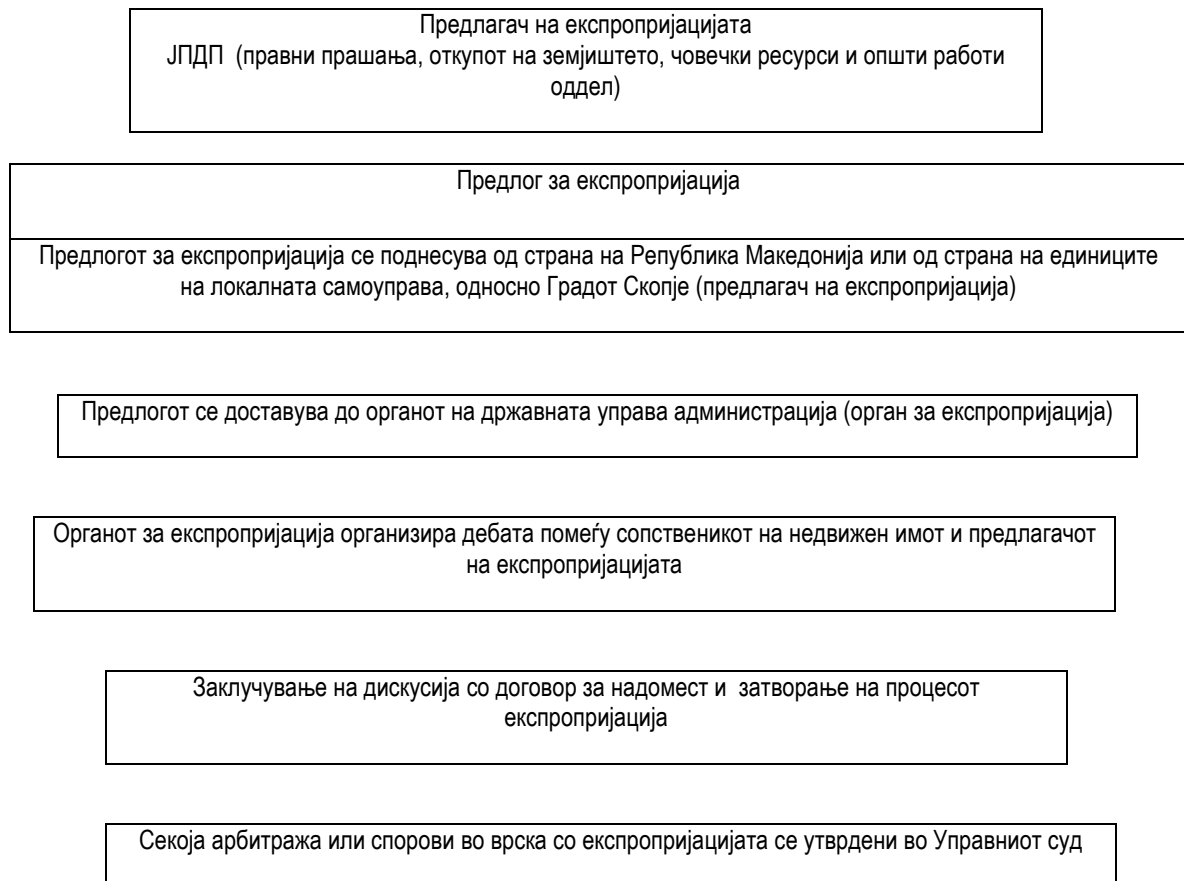 Предлагач на експропријацијата
ЈПДП (правни прашања, откупот на земјиштето, човечки ресурси и општи работи
оддел)
Предлог за експропријација
Предлогот за експропријација се поднесува од страна на Република Македонија или од страна на единиците
на локалната самоуправа, односно Градот Скопје (предлагач на експропријација)
Предлогот се доставува до органот на државната управа администрација (орган за експропријација)
Органот за експропријација организира дебата помеѓу сопственикот на недвижен имот и предлагачот
на експропријацијата
Заклучување на дискусија со договор за надомест и затворање на процесот
експропријација
Секоја арбитража или спорови во врска со експропријацијата се утврдени во Управниот суд